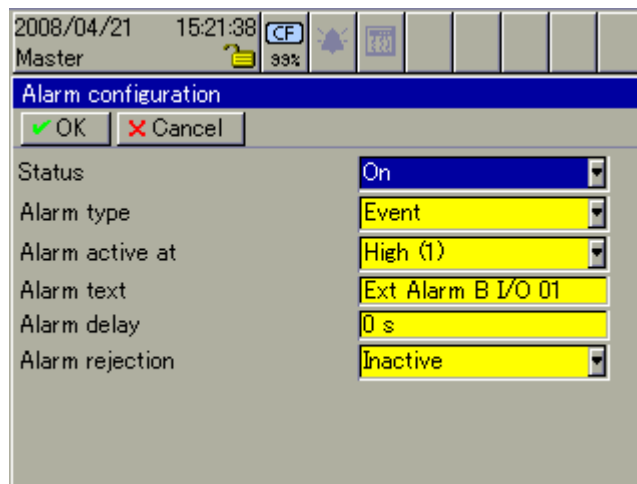 2008/04/21 15:21:38 CF
Master 99%
Alarm configuration
OK Cancel
Status On
Alarm type Event
Alarm active at High (1)
Alarm text Ext Alarm B I/O 01
Alarm delay 0 s
Alarm rejection Inactive